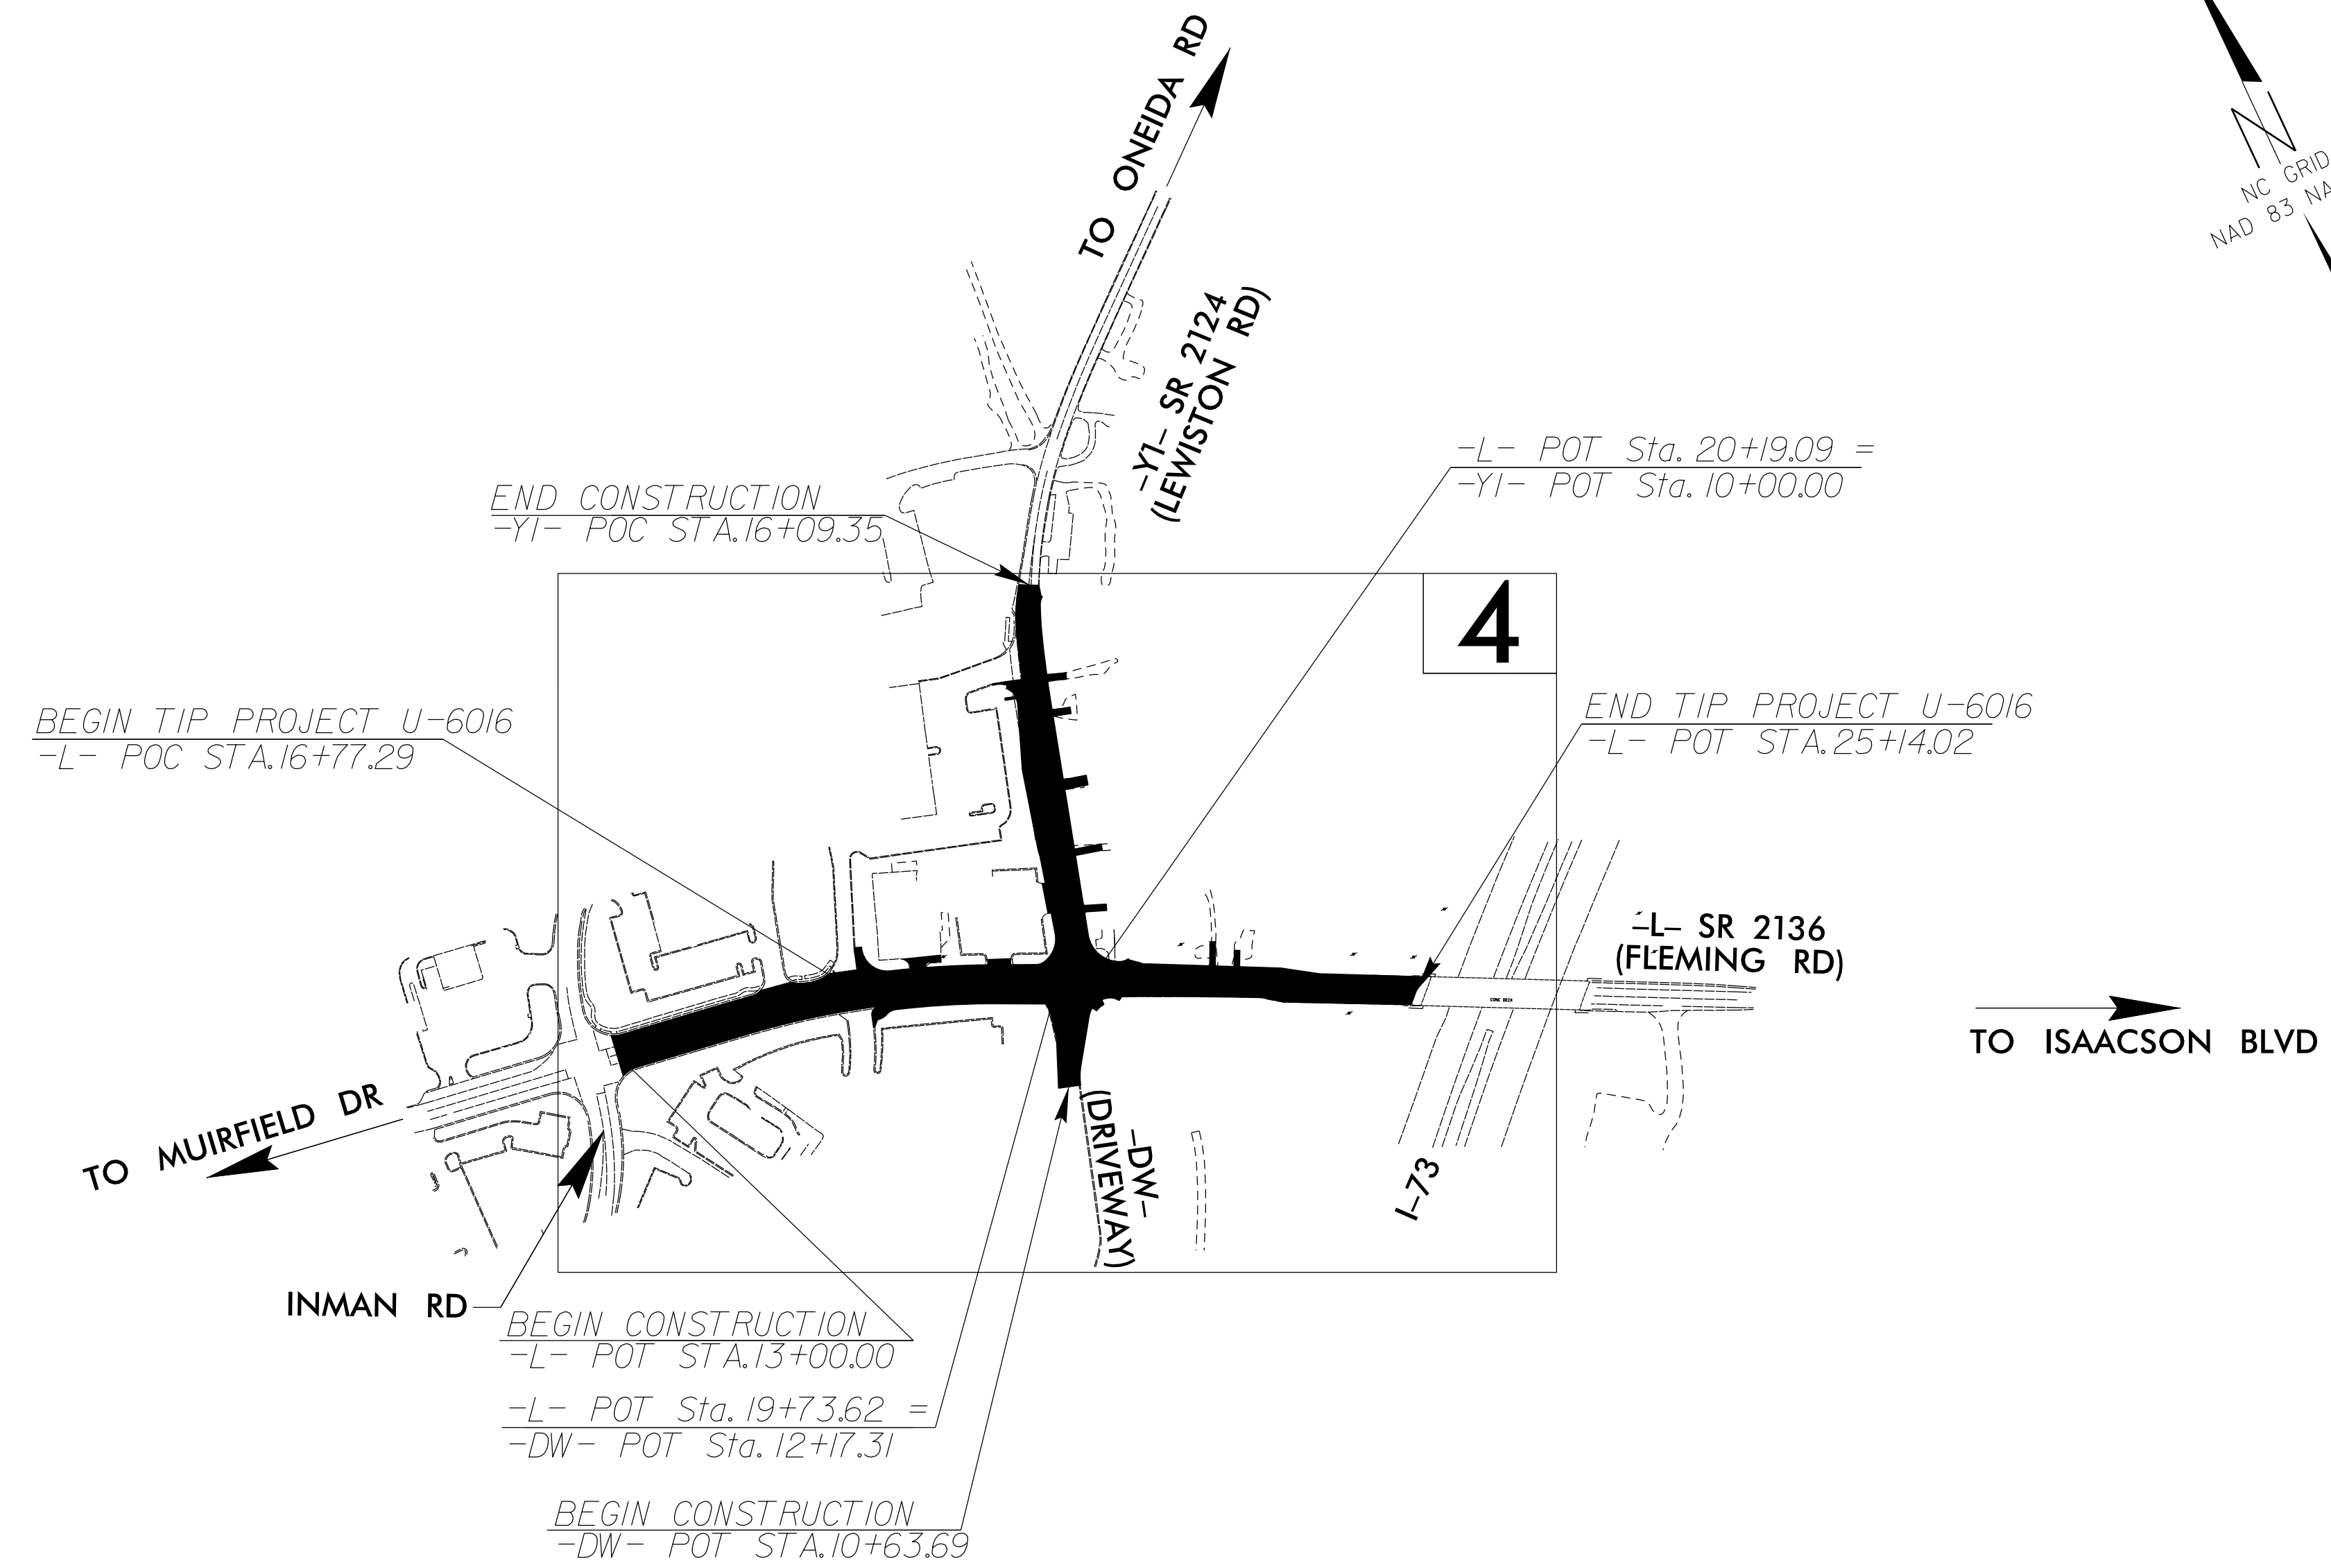 TO ONEIDA RD
NC GRID
NAD 83
-Y1- SR 2124
(LEWISTON RD)
-L- POT Sta. 20+19.09 =
-Y1- POT Sta. 10+00.00
END CONSTRUCTION
-Y1- POC STA. 16+09.35
4
BEGIN TIP PROJECT U-6016
-L- POC STA. 16+77.29
END TIP PROJECT U-6016
-L- POT STA. 25+14.02
-L- SR 2136
(FLEMING RD)
CONC DECK
TO ISAACSON BLVD
TO MUIRFIELD DR
-DW-
(DRIVEWAY)
I-73
INMAN RD
BEGIN CONSTRUCTION
-L- POT STA. 13+00.00
-L- POT Sta. 19+73.62 =
-DW- POT Sta. 12+17.31
BEGIN CONSTRUCTION
-DW- POT STA. 10+63.69